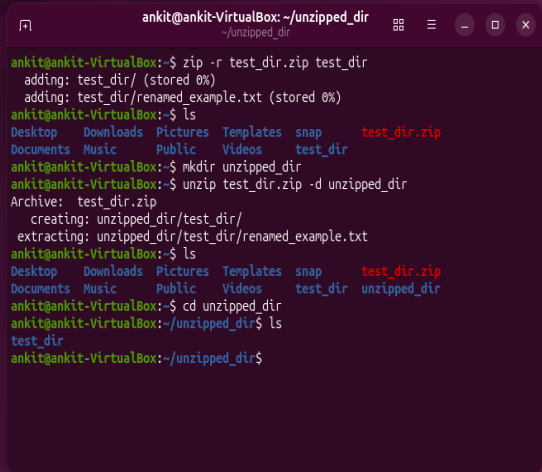 ankit@ankit-VirtualBox: ~/unzipped_dir
~/unzipped_dir
ankit@ankit-VirtualBox:~$ zip -r test_dir.zip test_dir
  adding: test_dir/ (stored 0%)
  adding: test_dir/renamed_example.txt (stored 0%)
ankit@ankit-VirtualBox:~$ ls
Desktop    Downloads  Pictures  Templates  snap      test_dir.zip
Documents  Music      Public    Videos     test_dir
ankit@ankit-VirtualBox:~$ mkdir unzipped_dir
ankit@ankit-VirtualBox:~$ unzip test_dir.zip -d unzipped_dir
Archive:  test_dir.zip
   creating: unzipped_dir/test_dir/
 extracting: unzipped_dir/test_dir/renamed_example.txt
ankit@ankit-VirtualBox:~$ ls
Desktop    Downloads  Pictures  Templates  snap      test_dir.zip
Documents  Music      Public    Videos     test_dir  unzipped_dir
ankit@ankit-VirtualBox:~$ cd unzipped_dir
ankit@ankit-VirtualBox:~/unzipped_dir$ ls
test_dir
ankit@ankit-VirtualBox:~/unzipped_dir$